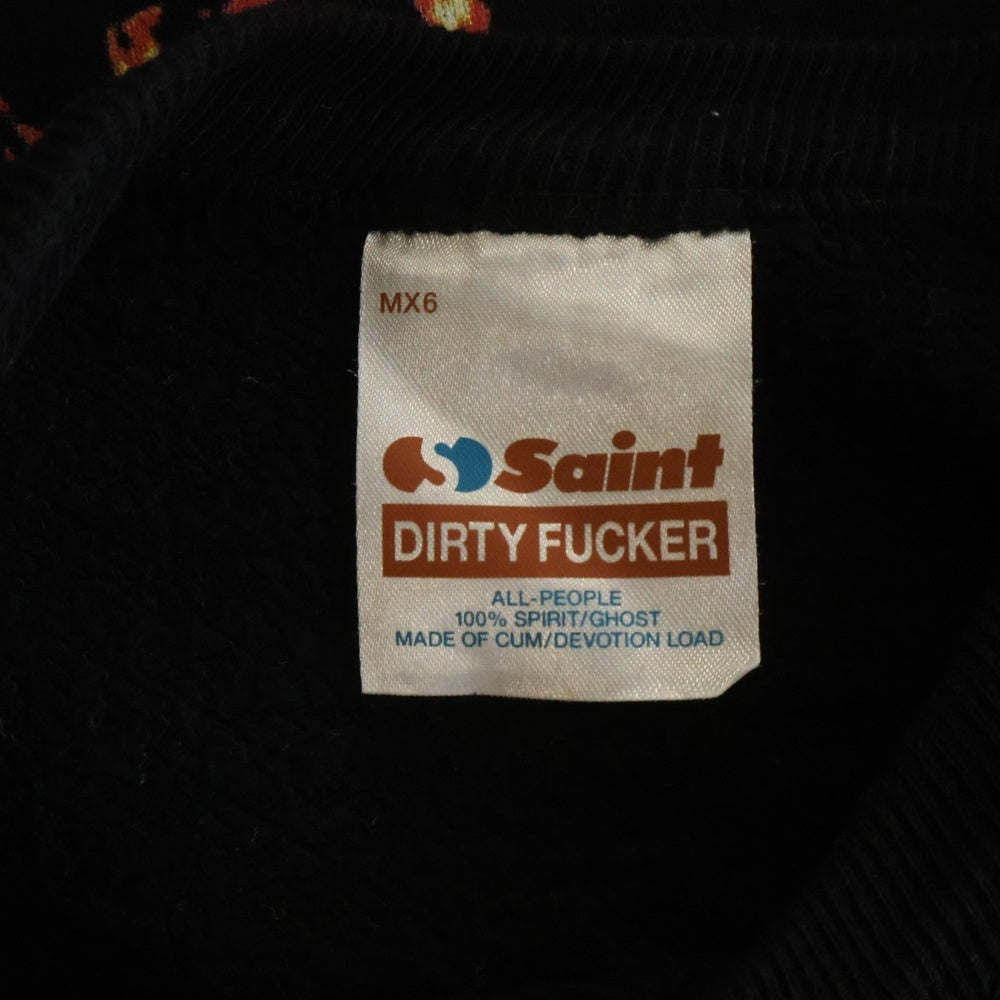 MX6
Saint
DIRTY FUCKER
ALL-PEOPLE
100% SPIRIT/GHOST
MADE OF CUM/DEVOTION LOAD